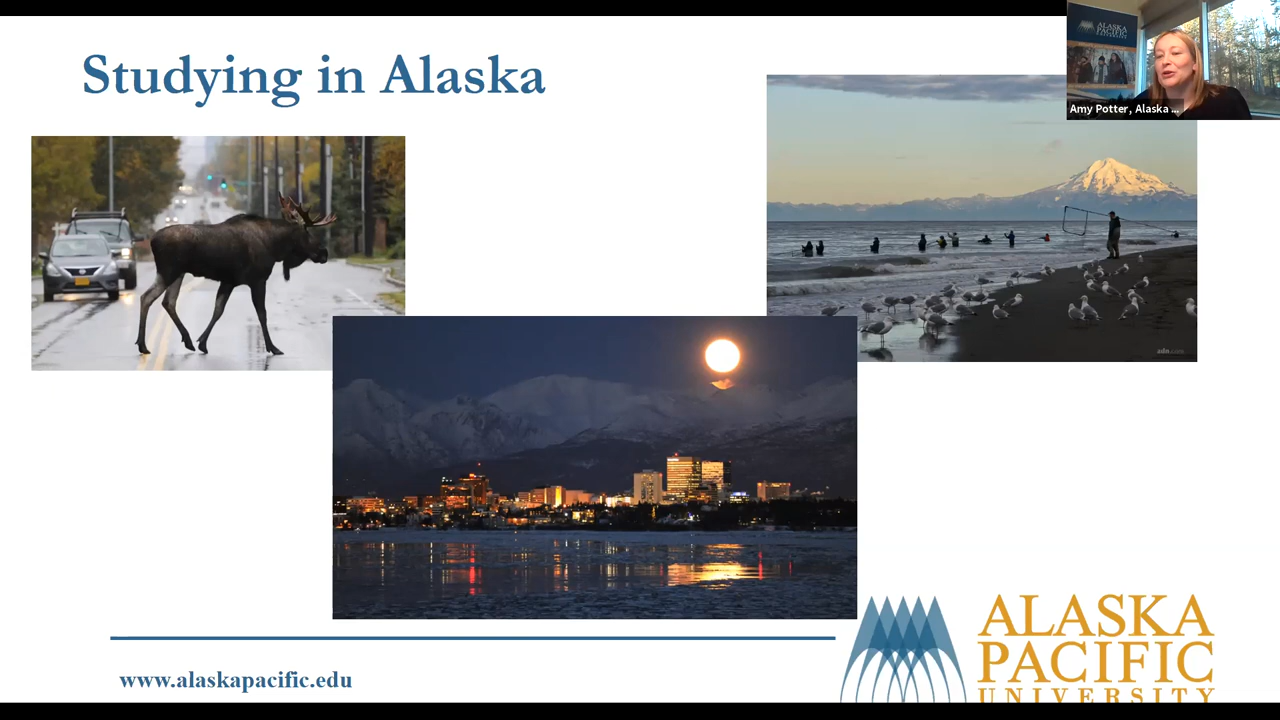 Studying in Alaska
ALASKA
PACIFIC
UNIVERSITY
Amy Potter, Alaska ...
adn.com
www.alaskapacific.edu
ALASKA
PACIFIC
UNIVERSITY